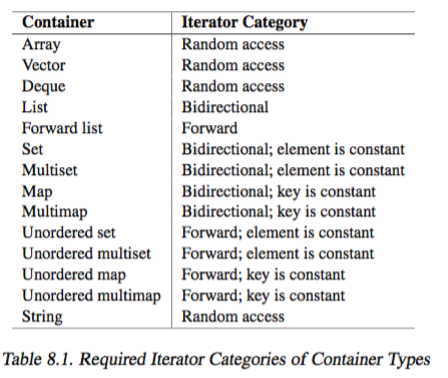 Container Iterator Category
Array Random access
Vector Random access
Deque Random access
List Bidirectional
Forward list Forward
Set Bidirectional; element is constant
Multiset Bidirectional; element is constant
Map Bidirectional; key is constant
Multimap Bidirectional; key is constant
Unordered set Forward; element is constant
Unordered multiset Forward; element is constant
Unordered map Forward; key is constant
Unordered multimap Forward; key is constant
String Random access
Table 8.1. Required Iterator Categories of Container Types